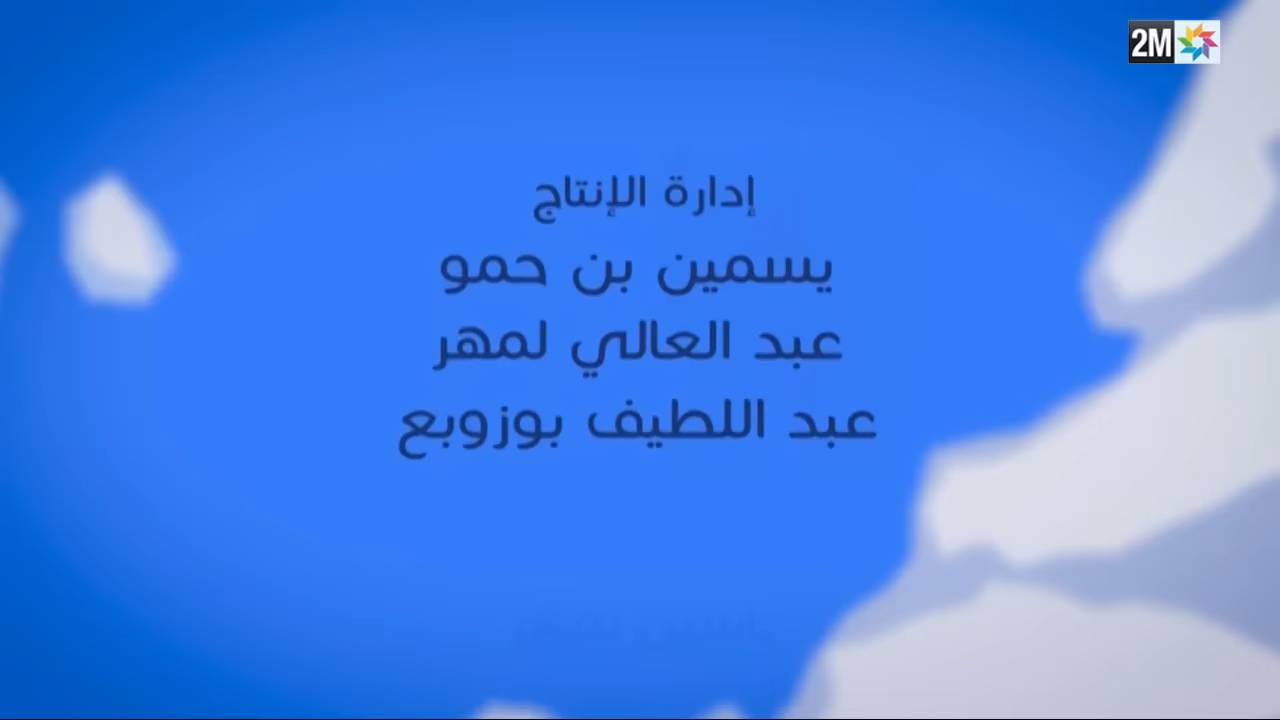 2M
إدارة الإنتاج
يسمين بن حمو
عبد العالي لمهر
عبد اللطيف بوزوبع